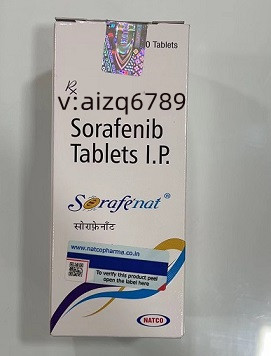 0 Tablets
Rx
v:aizq6789
Sorafenib
Tablets I.P.
Sorafenat®
सोराफ़ेनॅट
www.natcopharma.co.in
To verify this product peel
open the label here
NATCO